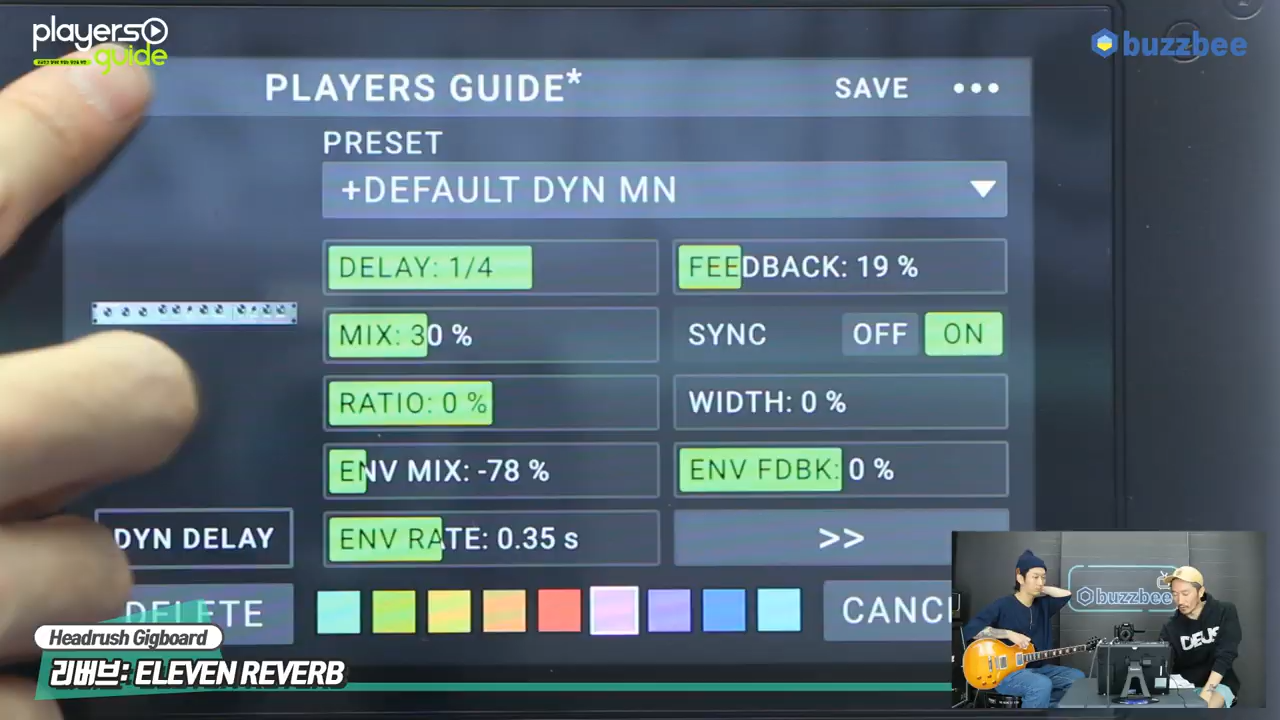 players
guide
buzzbee
PLAYERS GUIDE*
SAVE
PRESET
+DEFAULT DYN MN
DELAY: 1/4
FEEDBACK: 19 %
MIX: 30 %
SYNC
OFF
ON
RATIO: 0 %
WIDTH: 0 %
ENV MIX: -78 %
ENV FDBK: 0 %
DYN DELAY
ENV RATE: 0.35 s
>>
DELETE
CANC
Headrush Gigboard
리버브: ELEVEN REVERB
buzzbee
DEUS